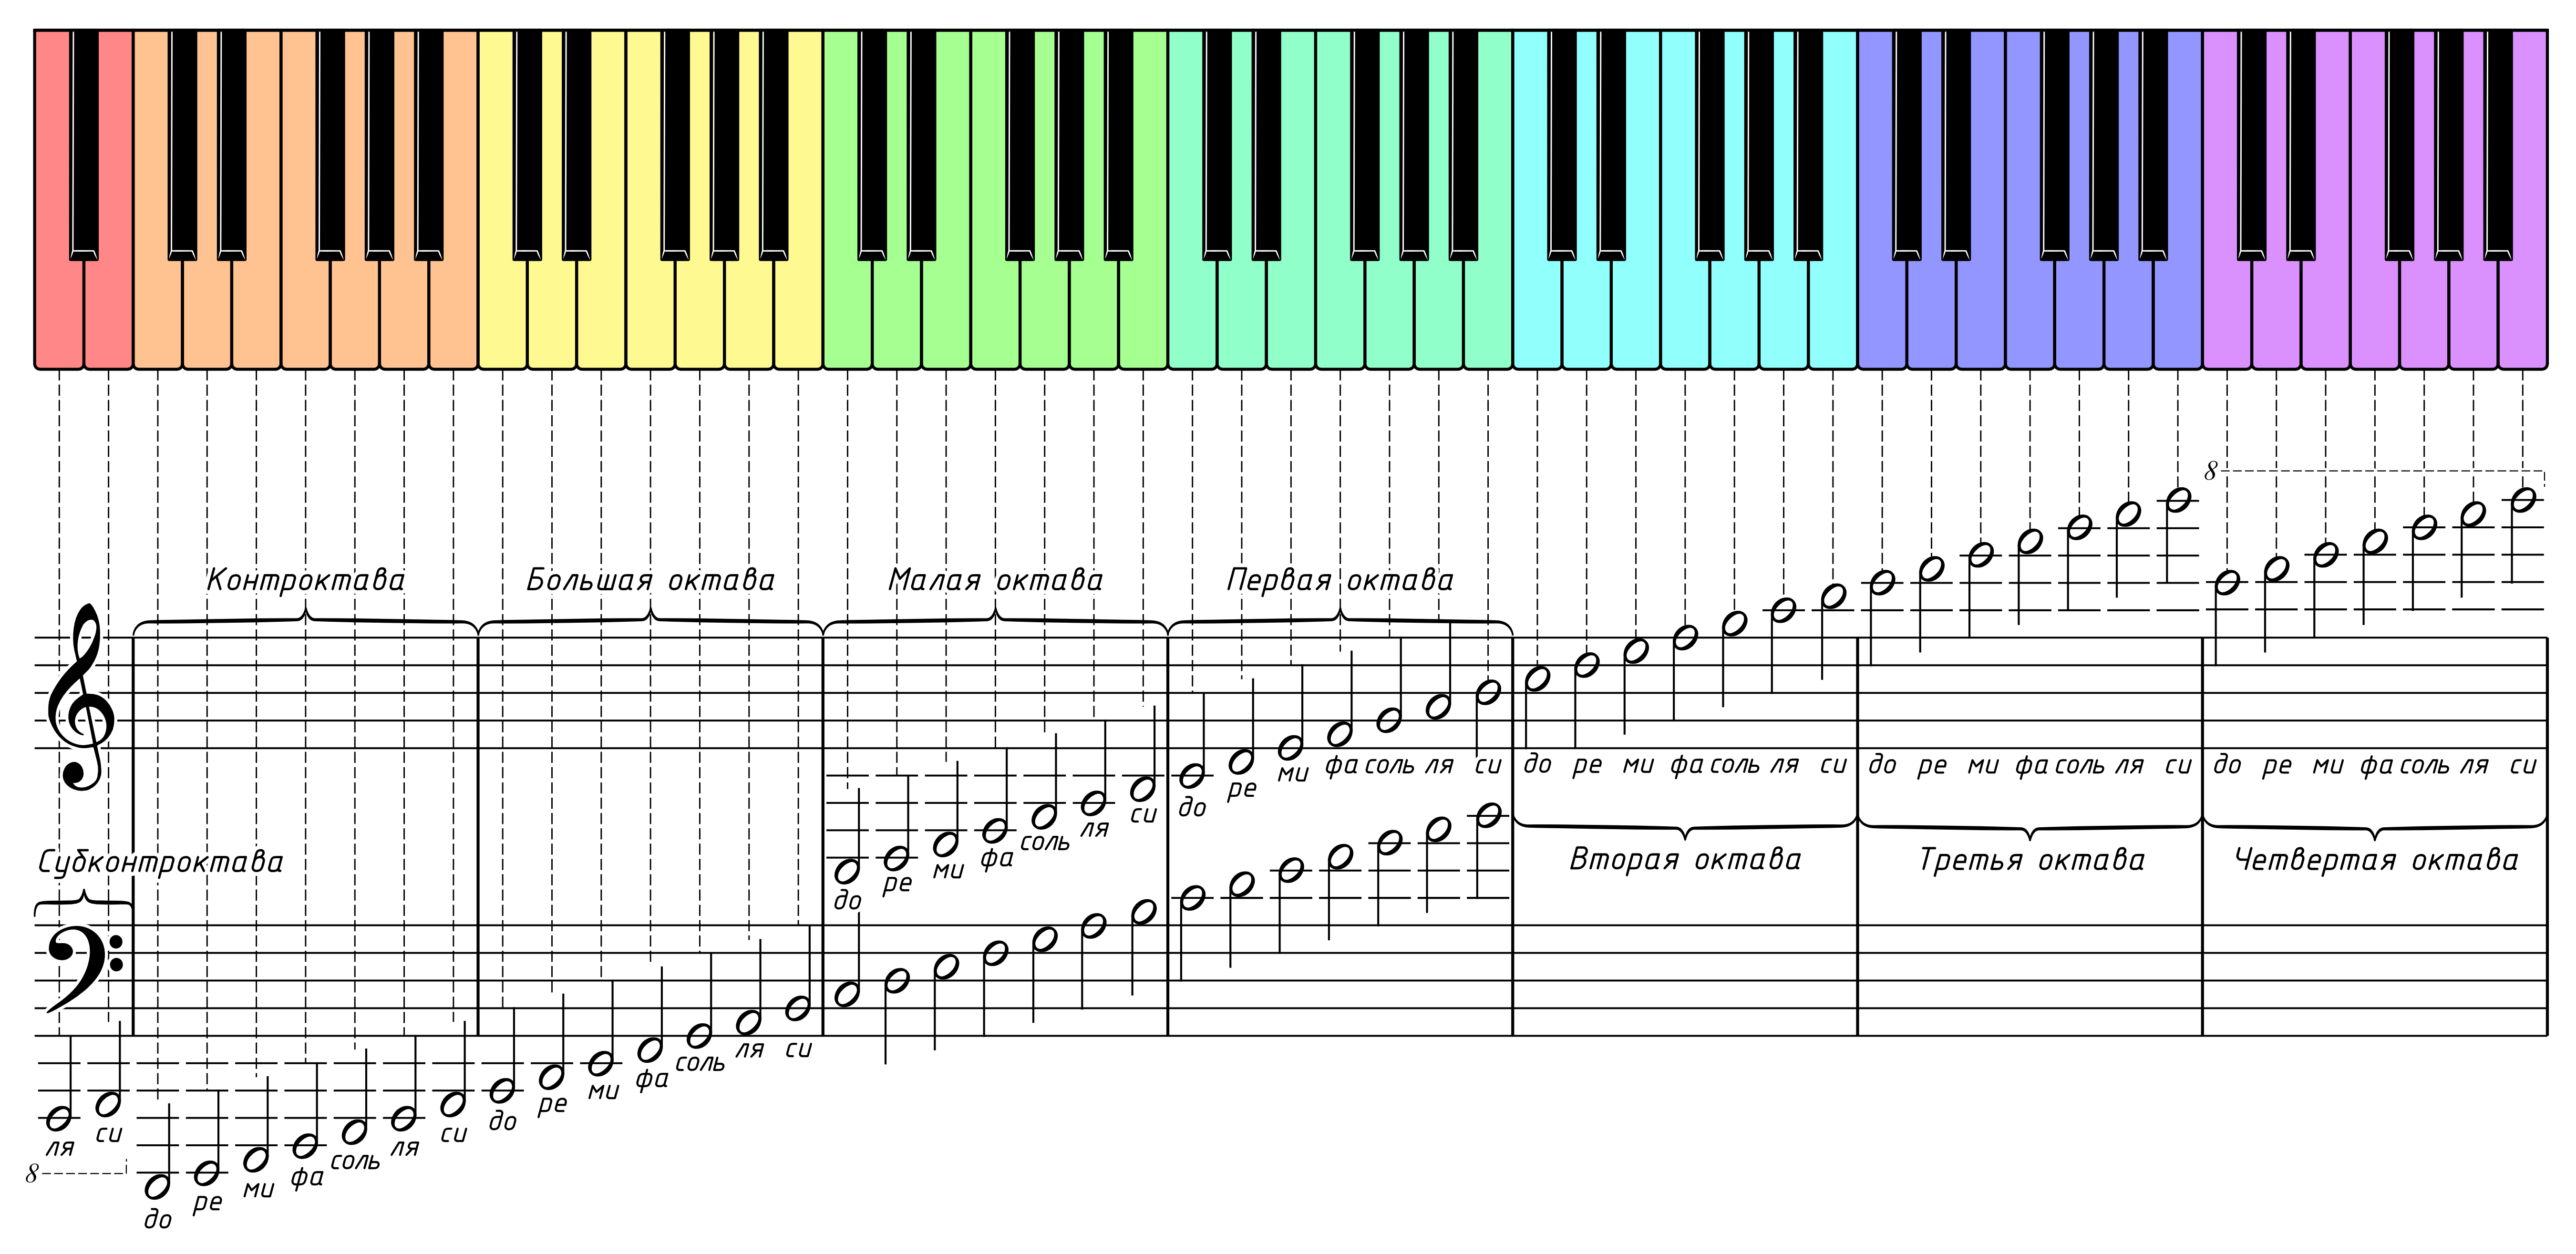 8
Контроктава Большая октава Малая октава Первая октава
до ре ми фа соль ля си до ре ми фа соль ля си до ре ми фа соль ля си до ре ми фа соль ля си до ре ми фа соль ля си
Субконтроктава Вторая октава Третья октава Четвертая октава
ля си до ре ми фа соль ля си до ре ми фа соль ля си
8